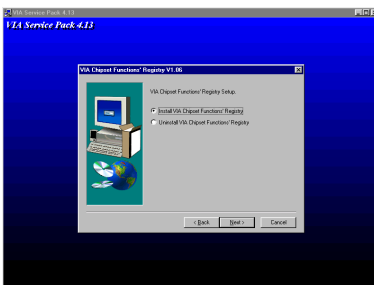 VIA Service Pack 4.13
VIA Service Pack 4.13
VIA Chipset Functions' Registry V1.06
VIA Chipset Functions' Registry Setup.
Install VIA Chipset Functions' Registry
Uninstall VIA Chipset Functions' Registry
< Back
Next >
Cancel